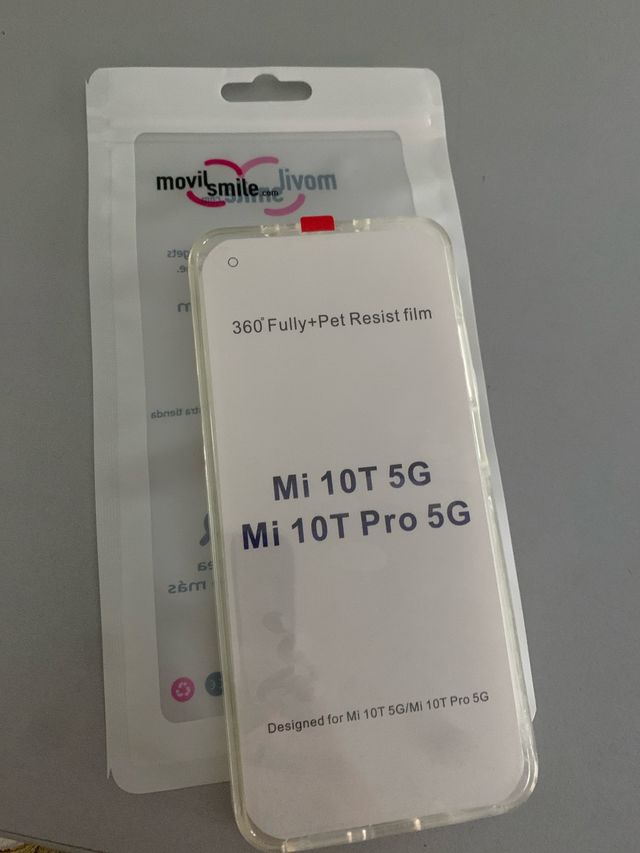 movil
smile.com
360° Fully+Pet Resist film
Mi 10T 5G
Mi 10T Pro 5G
Designed for Mi 10T 5G/Mi 10T Pro 5G